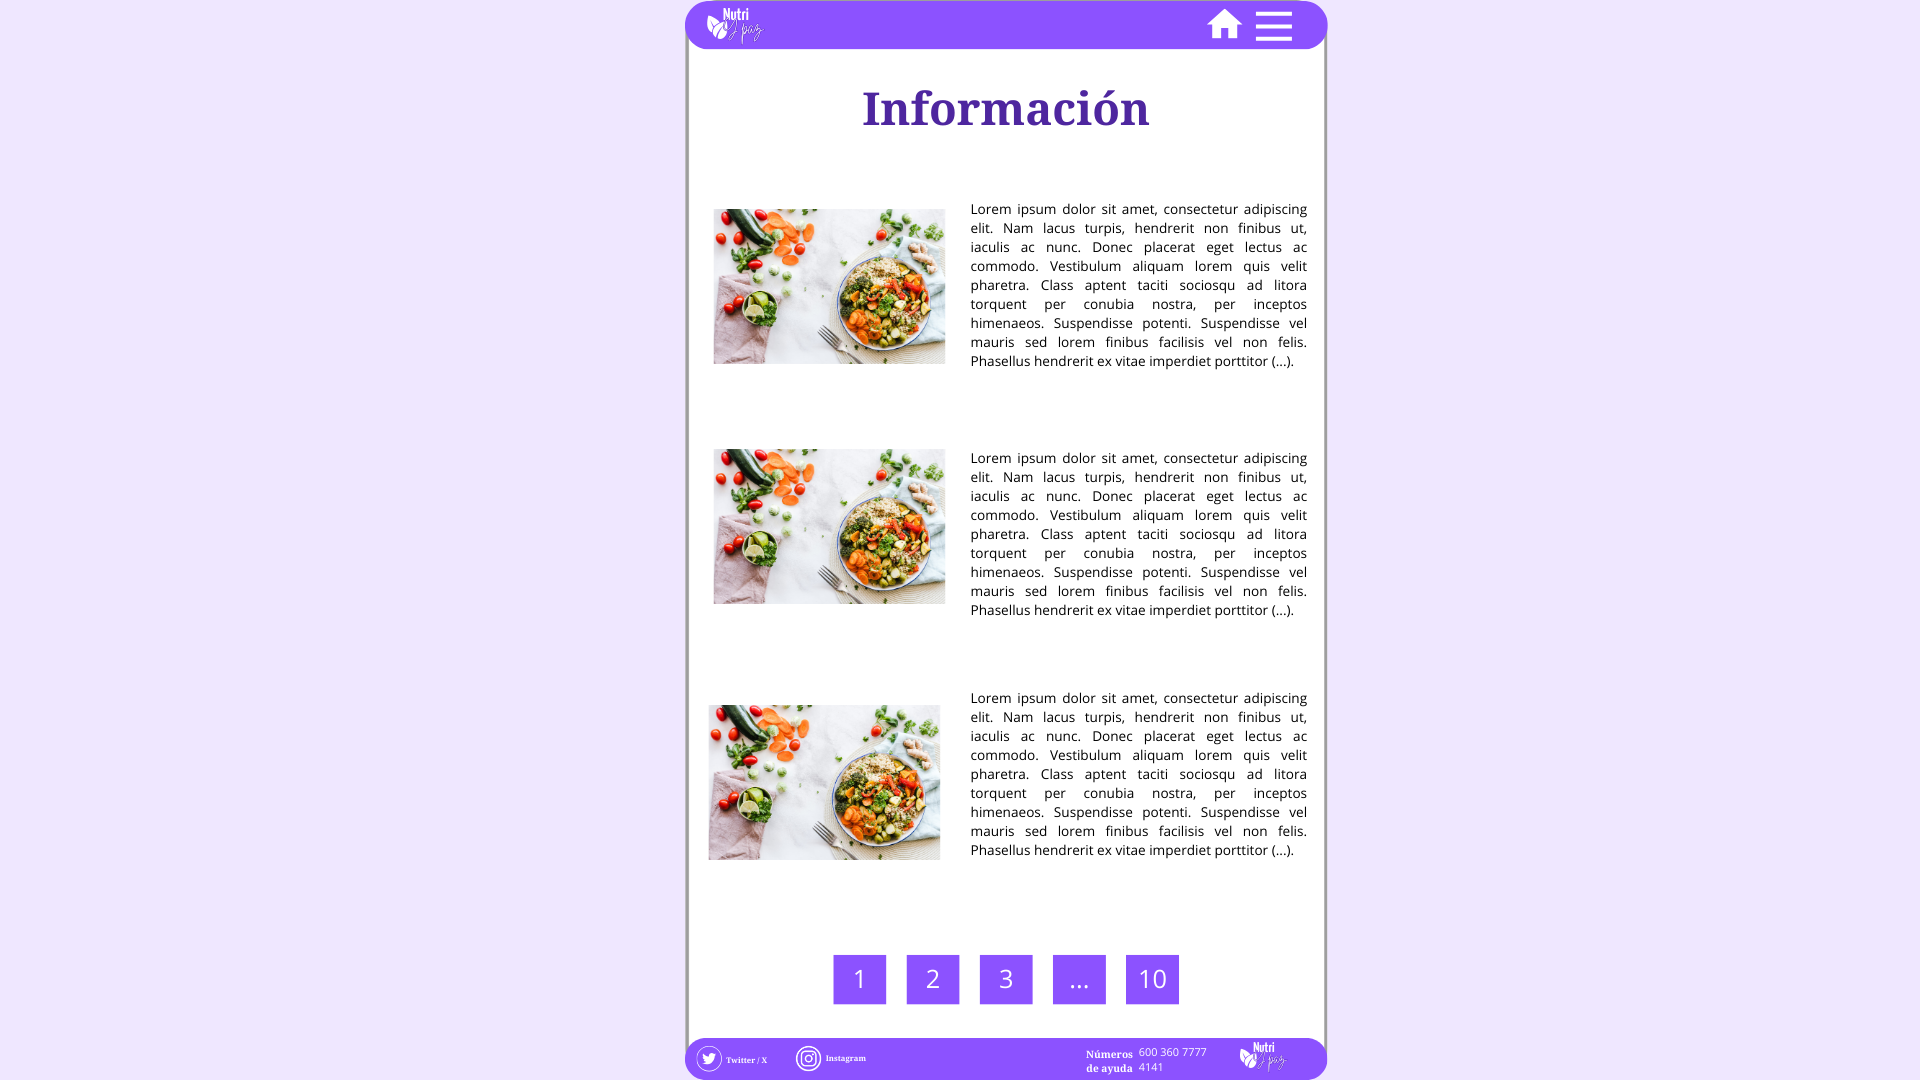 Nutri
y paz
Información
Lorem ipsum dolor sit amet, consectetur adipiscing
elit. Nam lacus turpis, hendrerit non finibus ut,
iaculis ac nunc. Donec placerat eget lectus ac
commodo. Vestibulum aliquam lorem quis velit
pharetra. Class aptent taciti sociosqu ad litora
torquent per conubia nostra, per inceptos
himenaeos. Suspendisse potenti. Suspendisse vel
mauris sed lorem finibus facilisis vel non felis.
Phasellus hendrerit ex vitae imperdiet porttitor (...).
Lorem ipsum dolor sit amet, consectetur adipiscing
elit. Nam lacus turpis, hendrerit non finibus ut,
iaculis ac nunc. Donec placerat eget lectus ac
commodo. Vestibulum aliquam lorem quis velit
pharetra. Class aptent taciti sociosqu ad litora
torquent per conubia nostra, per inceptos
himenaeos. Suspendisse potenti. Suspendisse vel
mauris sed lorem finibus facilisis vel non felis.
Phasellus hendrerit ex vitae imperdiet porttitor (...).
Lorem ipsum dolor sit amet, consectetur adipiscing
elit. Nam lacus turpis, hendrerit non finibus ut,
iaculis ac nunc. Donec placerat eget lectus ac
commodo. Vestibulum aliquam lorem quis velit
pharetra. Class aptent taciti sociosqu ad litora
torquent per conubia nostra, per inceptos
himenaeos. Suspendisse potenti. Suspendisse vel
mauris sed lorem finibus facilisis vel non felis.
Phasellus hendrerit ex vitae imperdiet porttitor (...).
1 2 3 ... 10
Twitter / X
Instagram
Números
de ayuda
600 360 7777
4141
Nutri
y paz